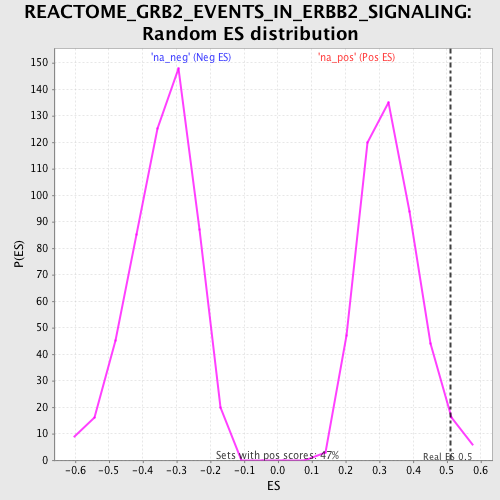 REACTOME_GRB2_EVENTS_IN_ERBB2_SIGNALING:
Random ES distribution
'na_neg' (Neg ES)
'na_pos' (Pos ES)
150
140
130
120
110
100
90
80
70
60
50
40
30
20
10
0
P(ES)
Sets with pos scores: 47%
Real ES 0.5
-0.6 -0.5 -0.4 -0.3 -0.2 -0.1 0.0 0.1 0.2 0.3 0.4 0.5 0.6
ES